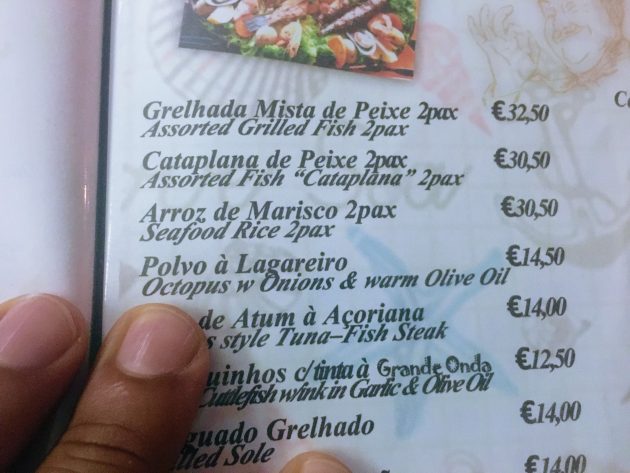 Grelhada Mista de Peixe 2pax €32,50
Assorted Grilled Fish 2pax
Cataplana de Peixe 2pax €30,50
Assorted Fish "Cataplana" 2pax
Arroz de Marisco 2pax €30,50
Seafood Rice 2pax
Polvo à Lagareiro €14,50
Octopus w Onions & warm Olive Oil
de Atum à Açoriana €14,00
style Tuna-Fish Steak
c/tinta à Grande Onda €12,50
Cuttlefish w/ink in Garlic & Olive Oil
Grelhado €14,00
Sole
€14,00